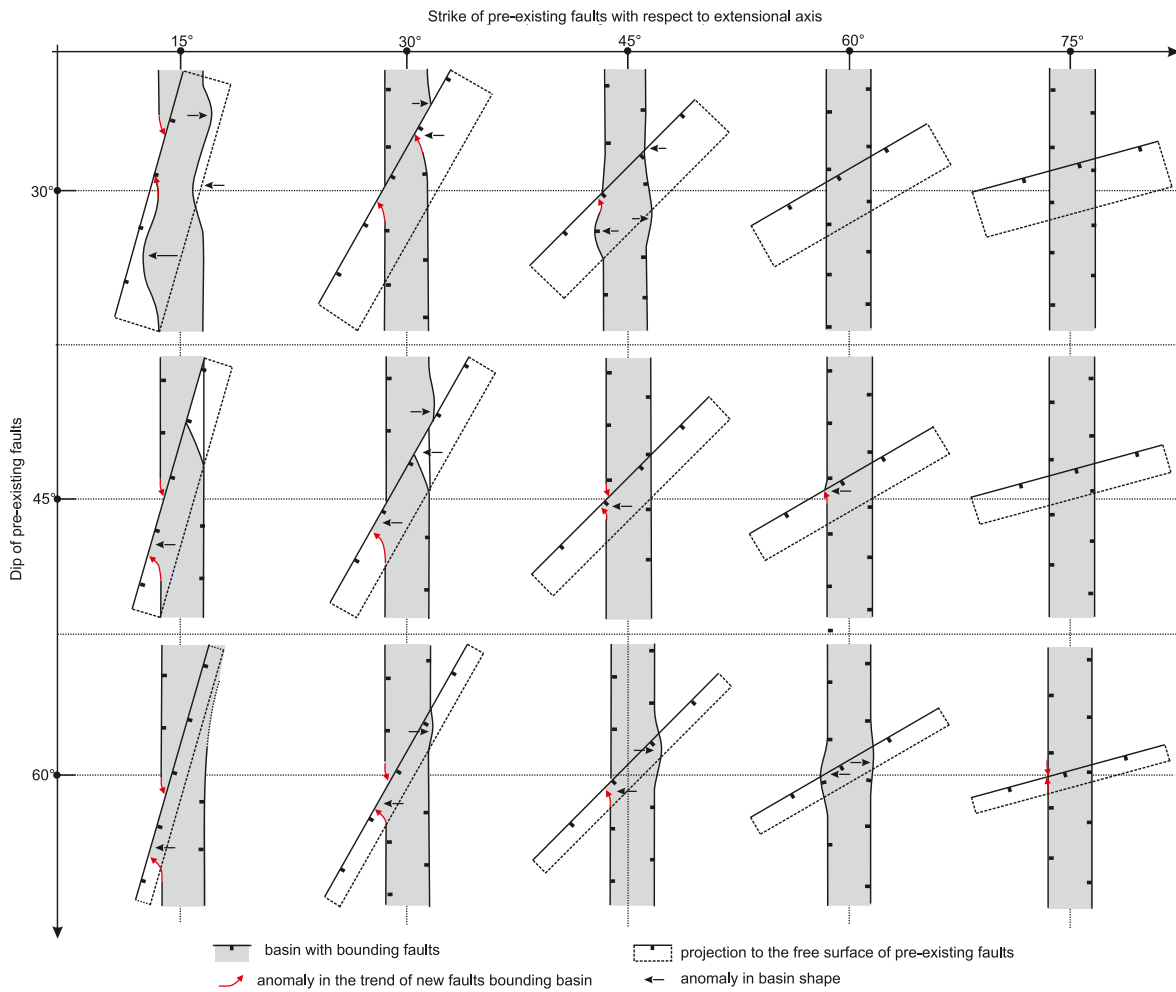 Strike of pre-existing faults with respect to extensional axis
15° 30° 45° 60° 75°
Dip of pre-existing faults
30°
45°
60°
basin with bounding faults
projection to the free surface of pre-existing faults
anomaly in the trend of new faults bounding basin
anomaly in basin shape